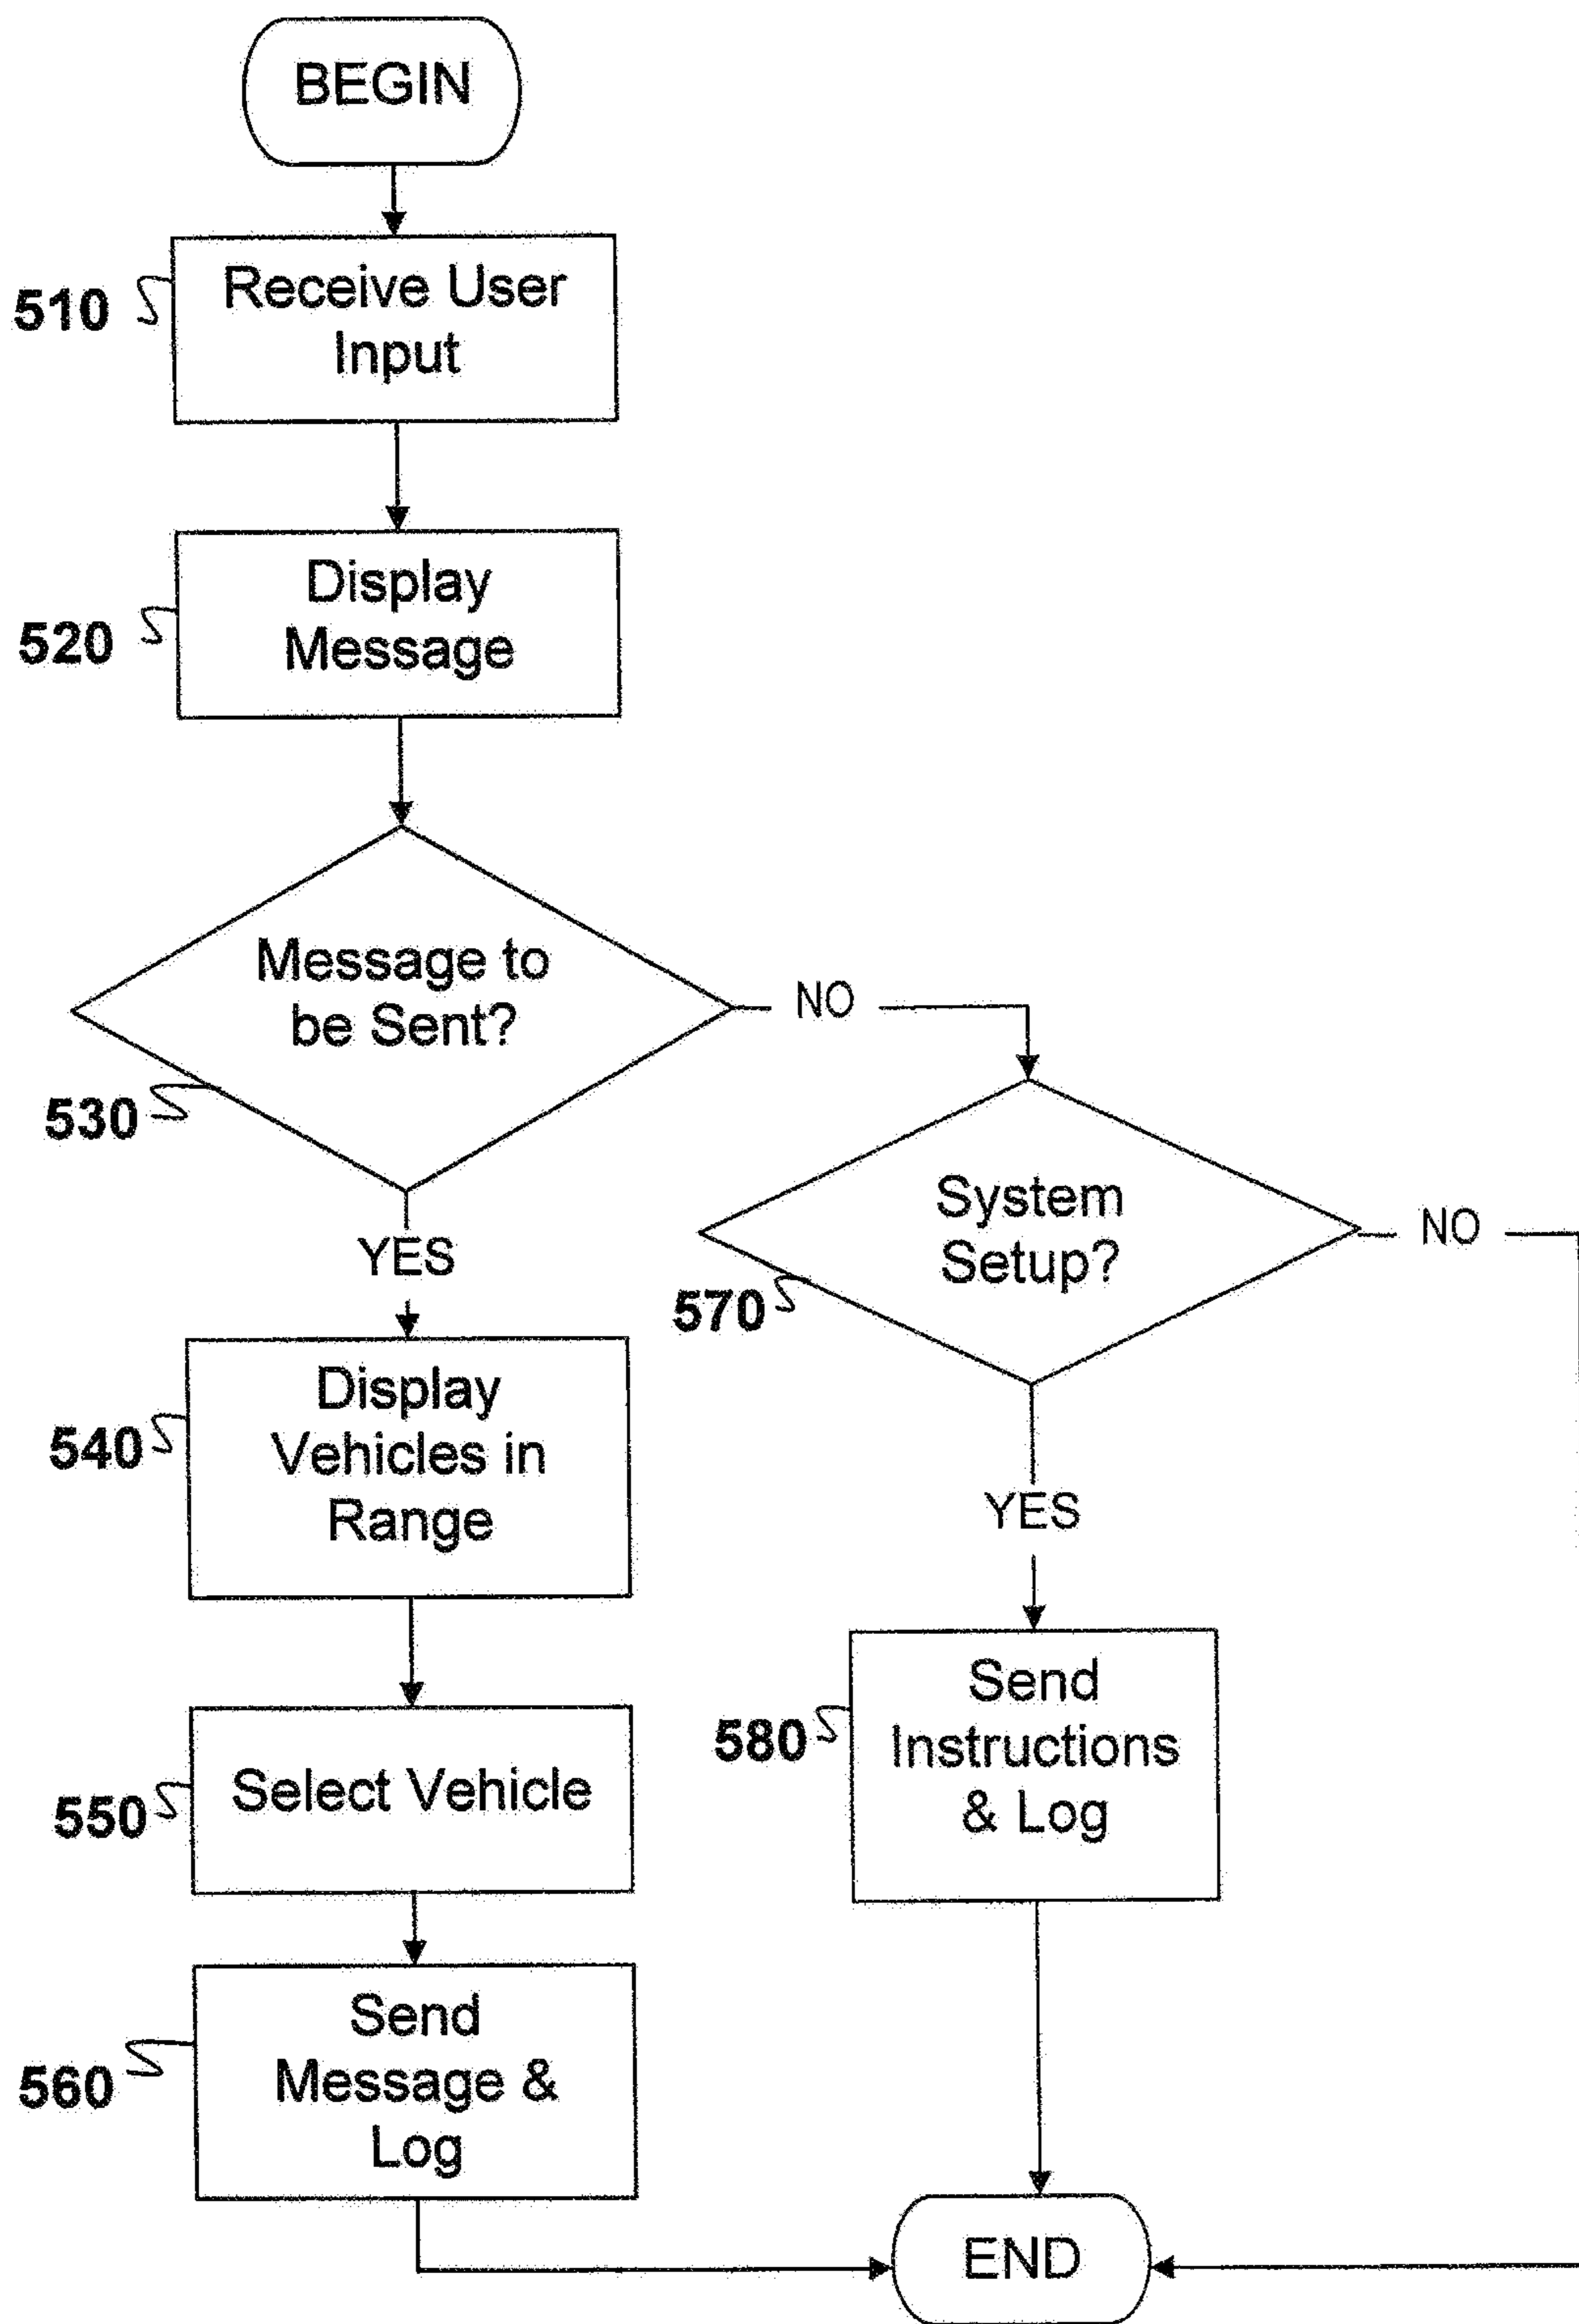 BEGIN
510
Receive User
Input
520
Display
Message
Message to
be Sent?
530
NO
YES
System
Setup?
570
NO
YES
540
Display
Vehicles in
Range
550
Select Vehicle
580
Send
Instructions
& Log
560
Send
Message &
Log
END